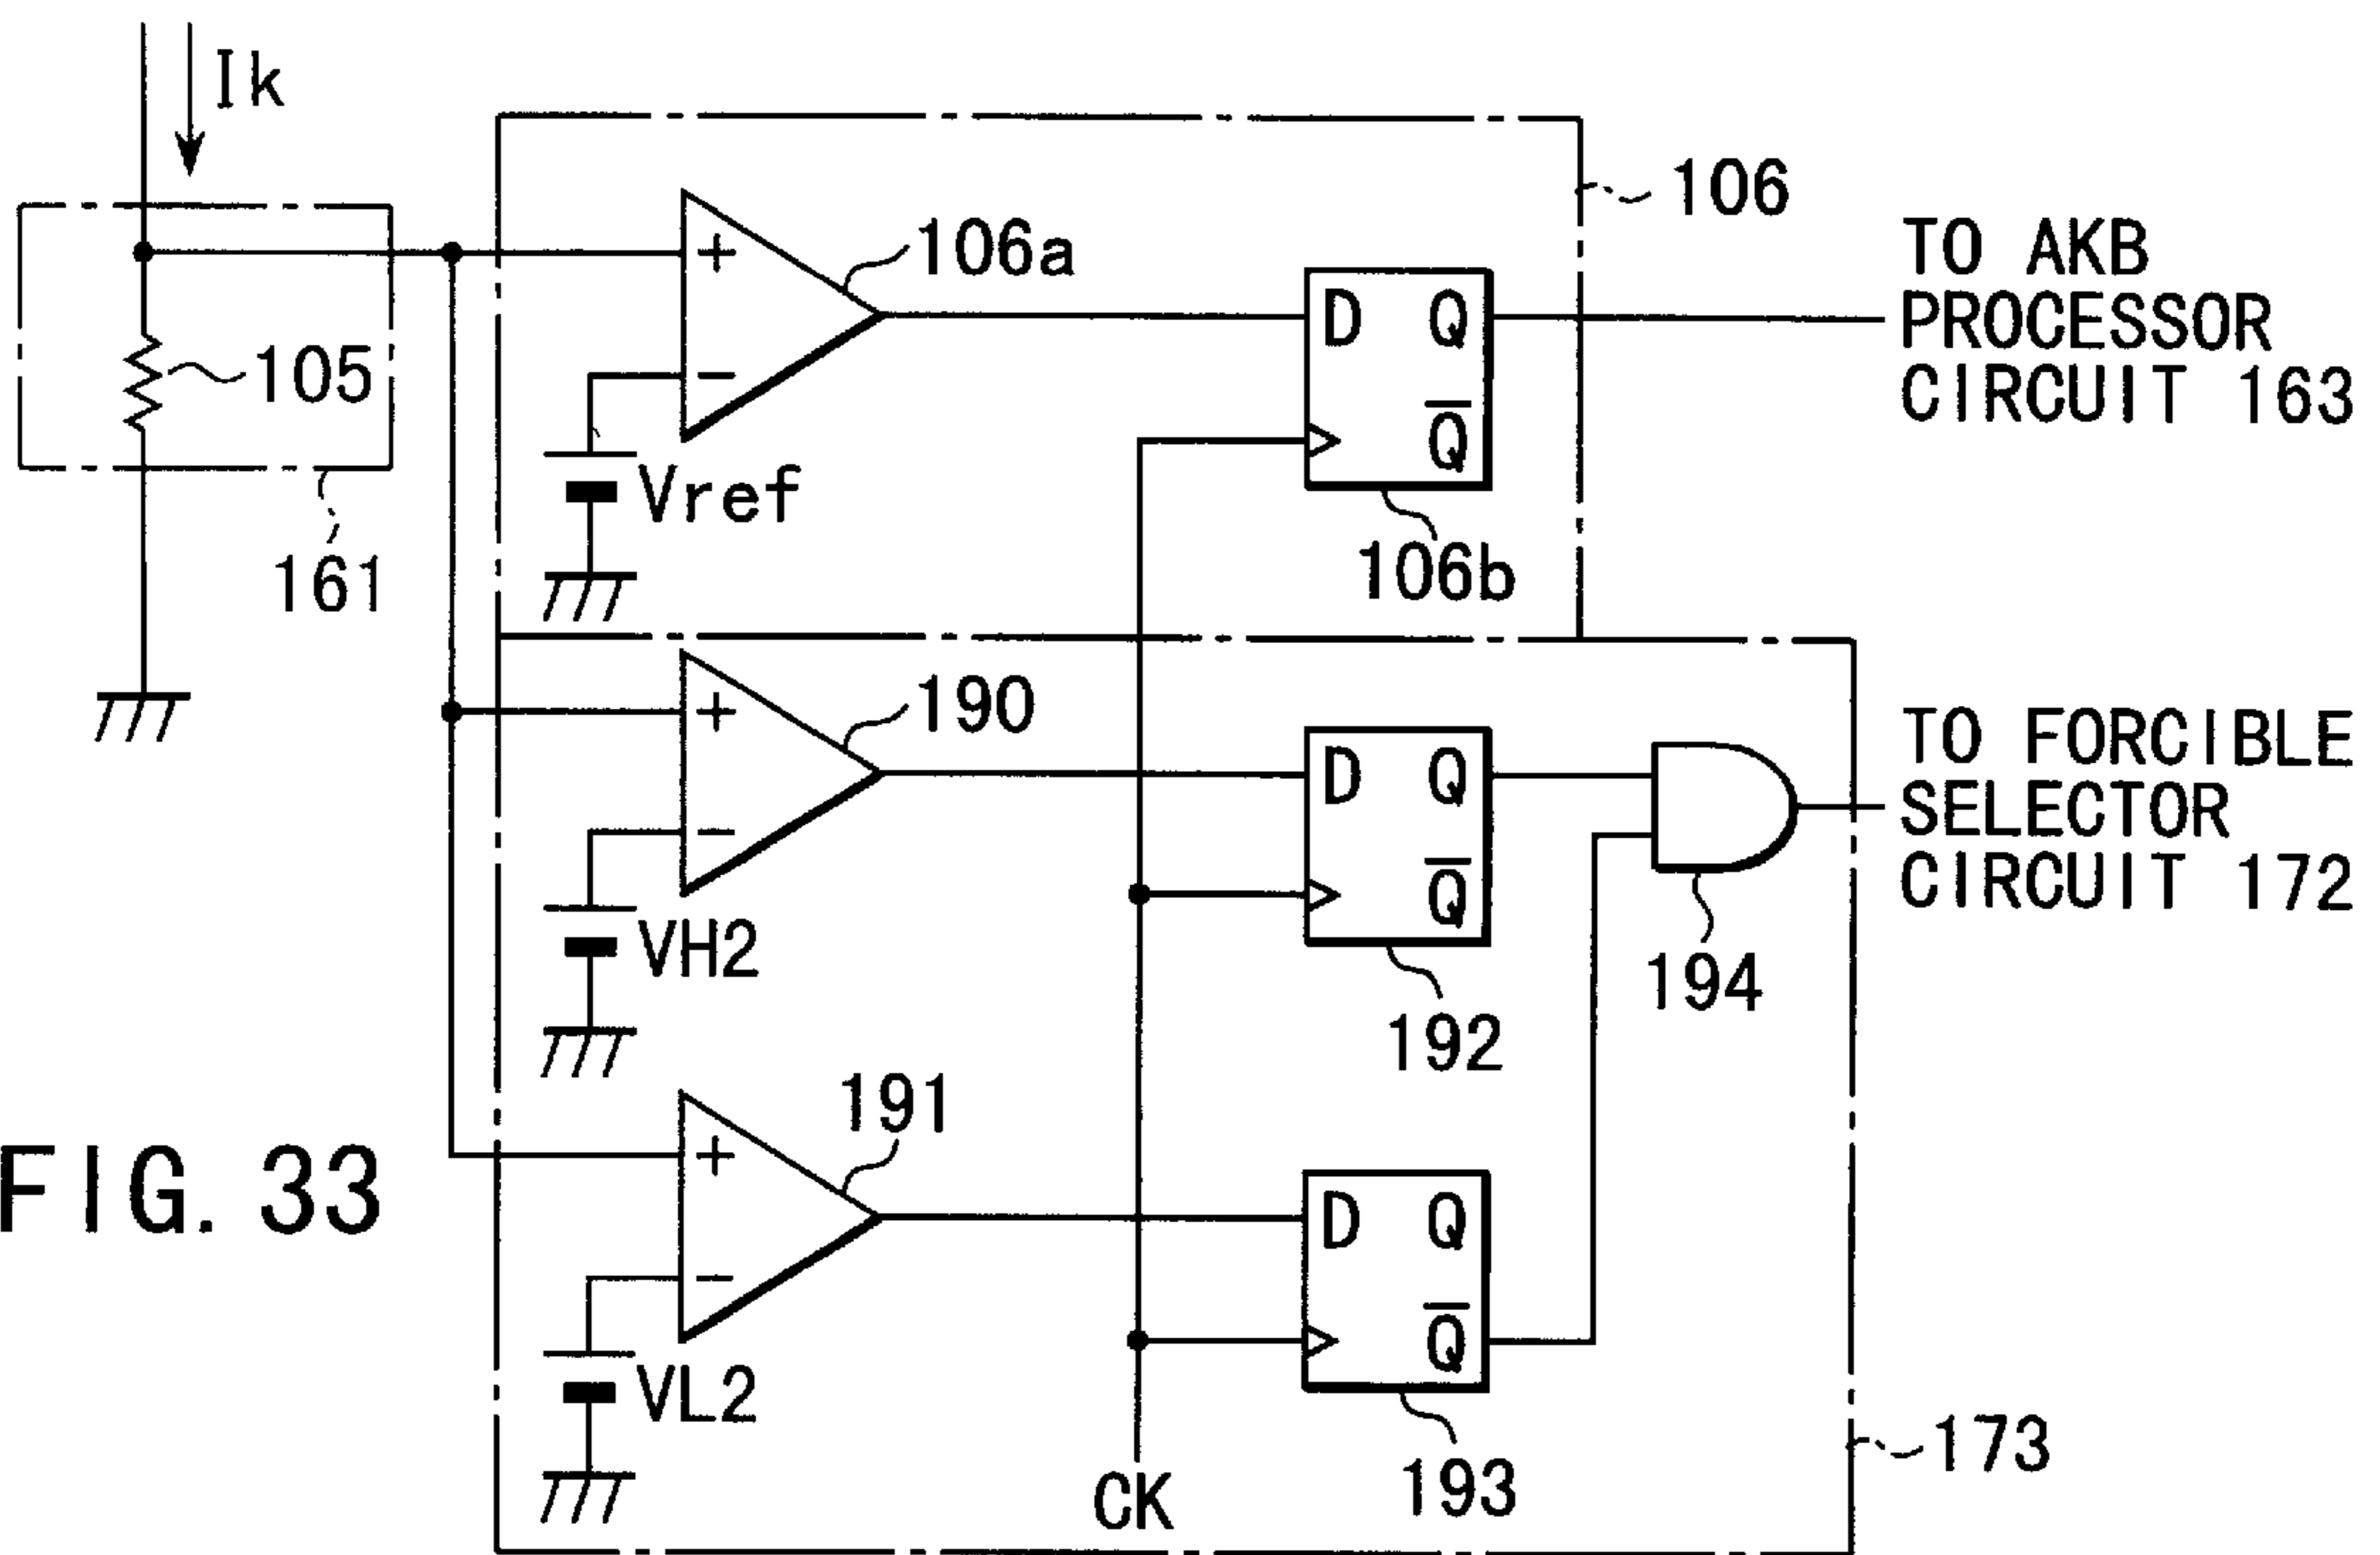 Ik
106
106a
+
−
D Q
Q̅
TO AKB
PROCESSOR
CIRCUIT 163
105
Vref
106b
161
190
+
−
D Q
Q̅
TO FORCIBLE
SELECTOR
CIRCUIT 172
VH2
194
192
191
+
−
D Q
Q̅
FIG. 33
VL2
173
193
CK